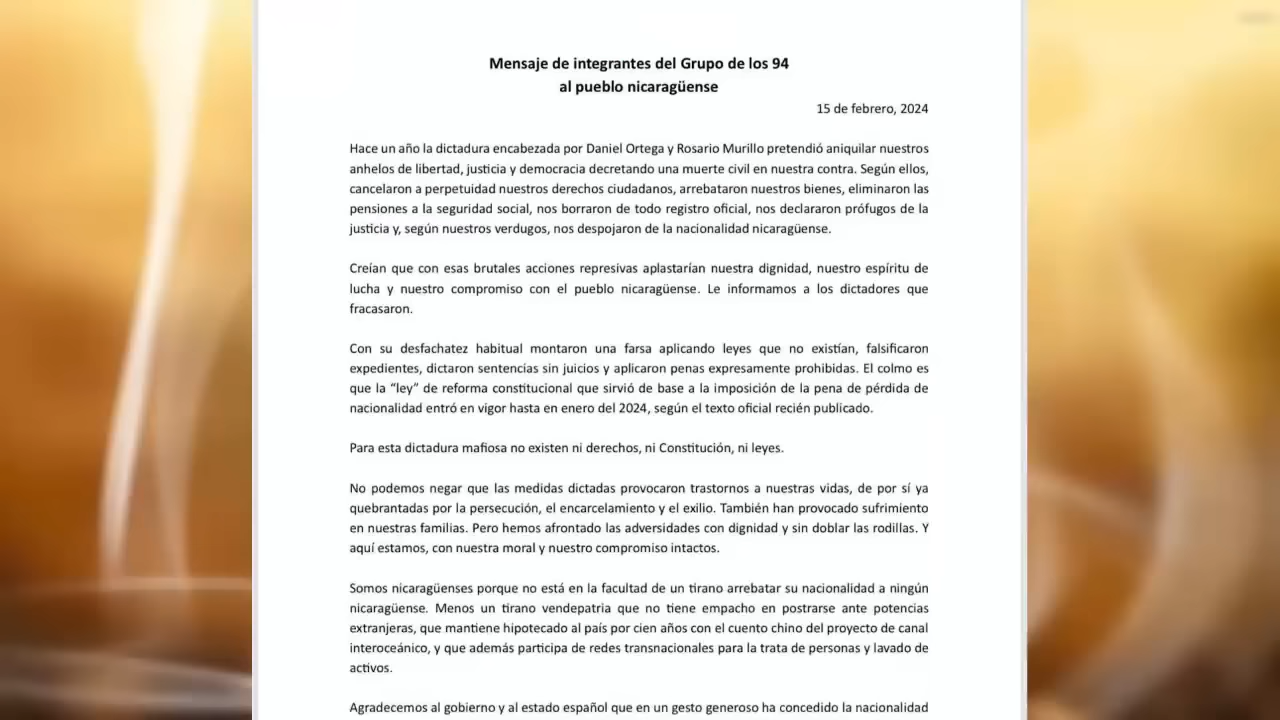 Mensaje de integrantes del Grupo de los 94
al pueblo nicaragüense
15 de febrero, 2024
Hace un año la dictadura encabezada por Daniel Ortega y Rosario Murillo pretendió aniquilar nuestros
anhelos de libertad, justicia y democracia decretando una muerte civil en nuestra contra. Según ellos,
cancelaron a perpetuidad nuestros derechos ciudadanos, arrebataron nuestros bienes, eliminaron las
pensiones a la seguridad social, nos borraron de todo registro oficial, nos declararon prófugos de la
justicia y, según nuestros verdugos, nos despojaron de la nacionalidad nicaragüense.
Creían que con esas brutales acciones represivas aplastarían nuestra dignidad, nuestro espíritu de
lucha y nuestro compromiso con el pueblo nicaragüense. Le informamos a los dictadores que
fracasaron.
Con su desfachatez habitual montaron una farsa aplicando leyes que no existían, falsificaron
expedientes, dictaron sentencias sin juicios y aplicaron penas expresamente prohibidas. El colmo es
que la “ley” de reforma constitucional que sirvió de base a la imposición de la pena de pérdida de
nacionalidad entró en vigor hasta en enero del 2024, según el texto oficial recién publicado.
Para esta dictadura mafiosa no existen ni derechos, ni Constitución, ni leyes.
No podemos negar que las medidas dictadas provocaron trastornos a nuestras vidas, de por sí ya
quebrantadas por la persecución, el encarcelamiento y el exilio. También han provocado sufrimiento
en nuestras familias. Pero hemos afrontado las adversidades con dignidad y sin doblar las rodillas. Y
aquí estamos, con nuestra moral y nuestro compromiso intactos.
Somos nicaragüenses porque no está en la facultad de un tirano arrebatar su nacionalidad a ningún
nicaragüense. Menos un tirano vendepatria que no tiene empacho en postrarse ante potencias
extranjeras, que mantiene hipotecado al país por cien años con el cuento chino del proyecto de canal
interoceánico, y que además participa de redes transnacionales para la trata de personas y lavado de
activos.
Agradecemos al gobierno y al estado español que en un gesto generoso ha concedido la nacionalidad